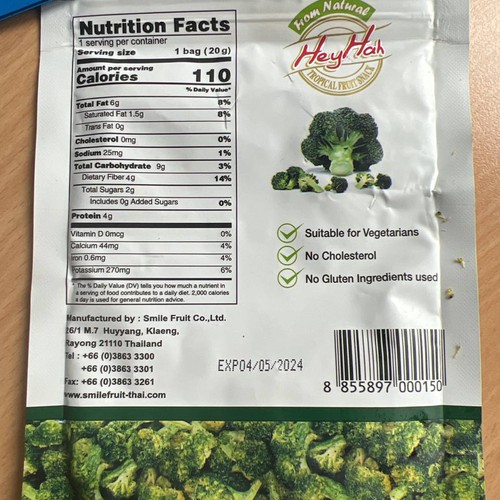 Nutrition Facts
1 serving per container
Serving size 1 bag (20g)
Amount per serving
Calories 110
% Daily Value*
Total Fat 6g 8%
Saturated Fat 1.5g 8%
Trans Fat 0g
Cholesterol 0mg 0%
Sodium 25mg 1%
Total Carbohydrate 9g 3%
Dietary Fiber 4g 14%
Total Sugars 2g
Includes 0g Added Sugars 0%
Protein 4g
Vitamin D 0mcg 0%
Calcium 44mg 4%
Iron 0.6mg 4%
Potassium 270mg 6%
* The % Daily Value (DV) tells you how much a nutrient in
a serving of food contributes to a daily diet. 2,000 calories
a day is used for general nutrition advice.
Manufactured by : Smile Fruit Co.,Ltd.
26/1 M.7 Huyyang, Klaeng,
Rayong 21110 Thailand
Tel : +66 (0)3863 3300
+66 (0)3863 3301
Fax: +66 (0)3863 3261
www.smilefruit-thai.com
From Natural
HeyHah
TROPICAL FRUIT SNACK
Suitable for Vegetarians
No Cholesterol
No Gluten Ingredients used
EXP04/05/2024
8 855897 000150